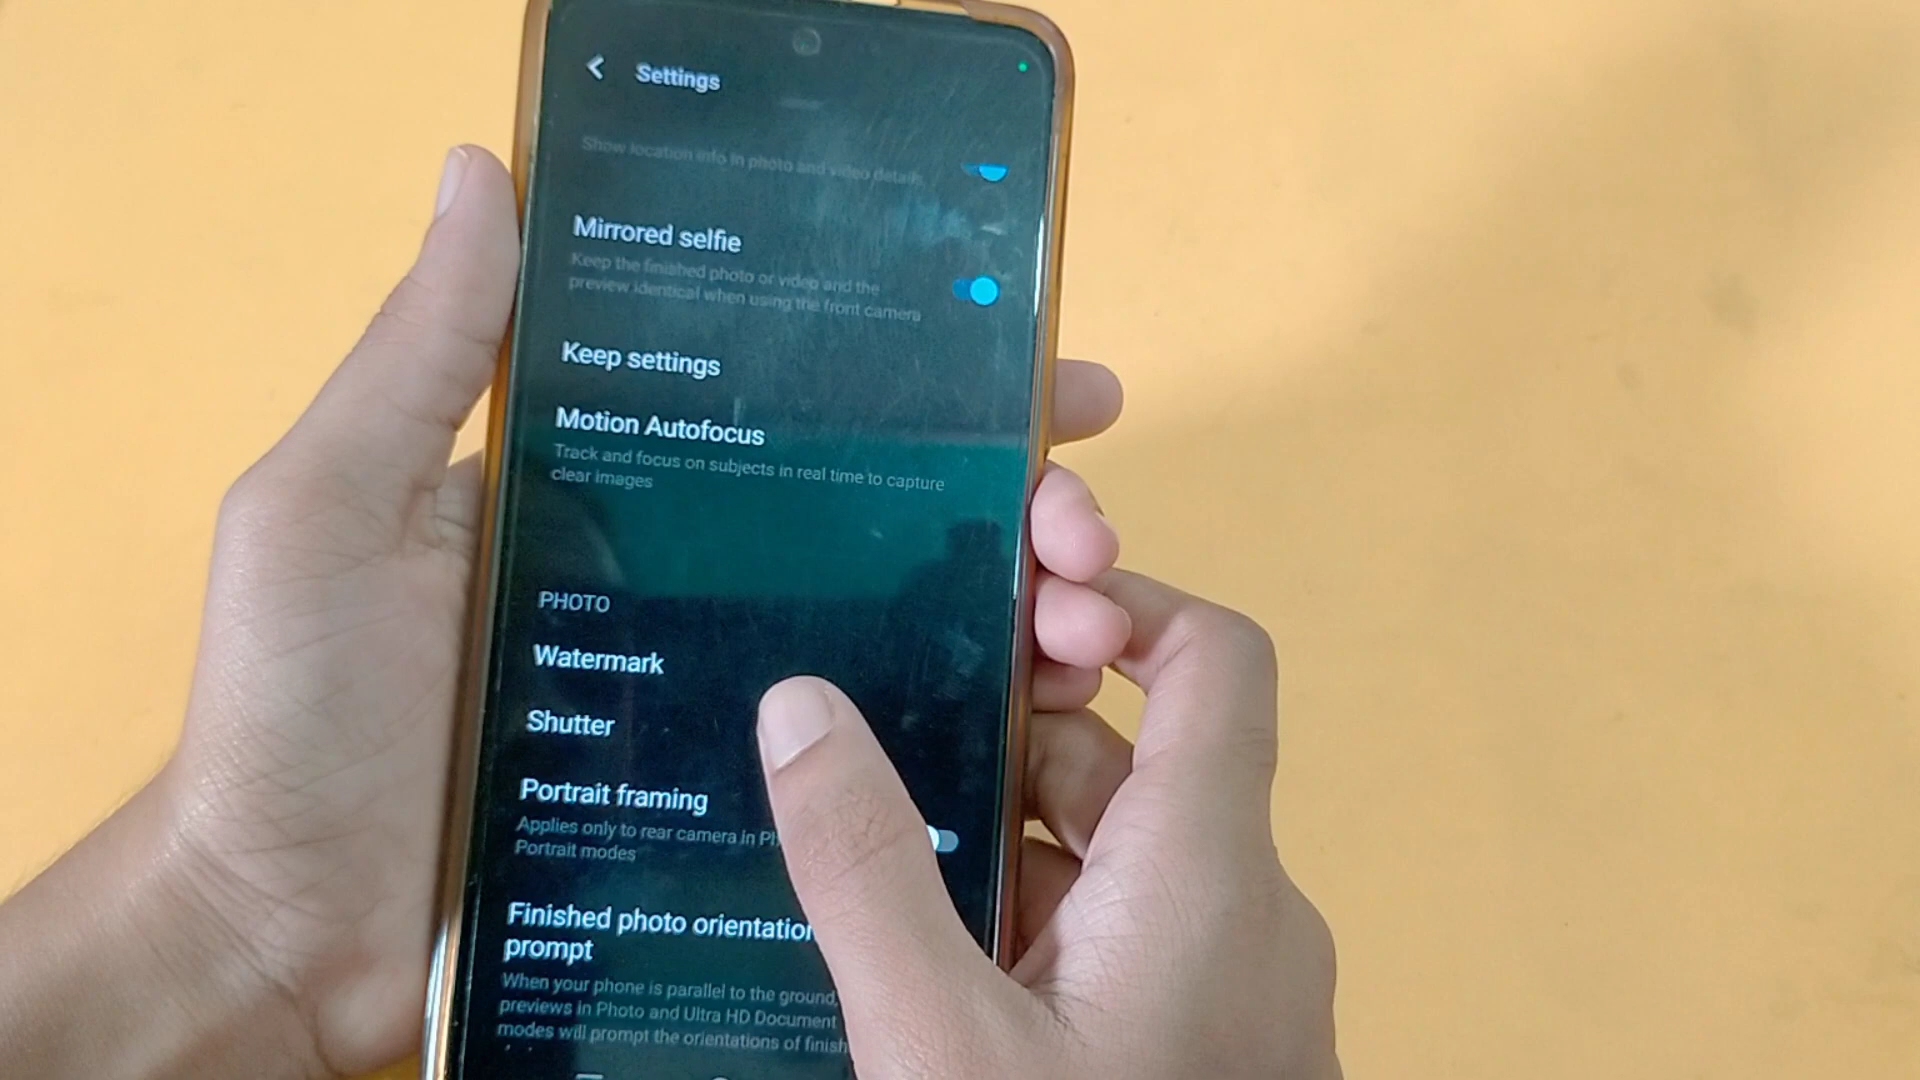 Settings
Show location info in photo and video details
Mirrored selfie
Keep the finished photo or video and the
preview identical when using the front camera
Keep settings
Motion Autofocus
Track and focus on subjects in real time to capture
clear images
PHOTO
Watermark
Shutter
Portrait framing
Applies only to rear camera in
Portrait modes
Finished photo orientation
prompt
When your phone is parallel to the ground,
previews in Photo and Ultra HD Document
modes will prompt the orientations of finish